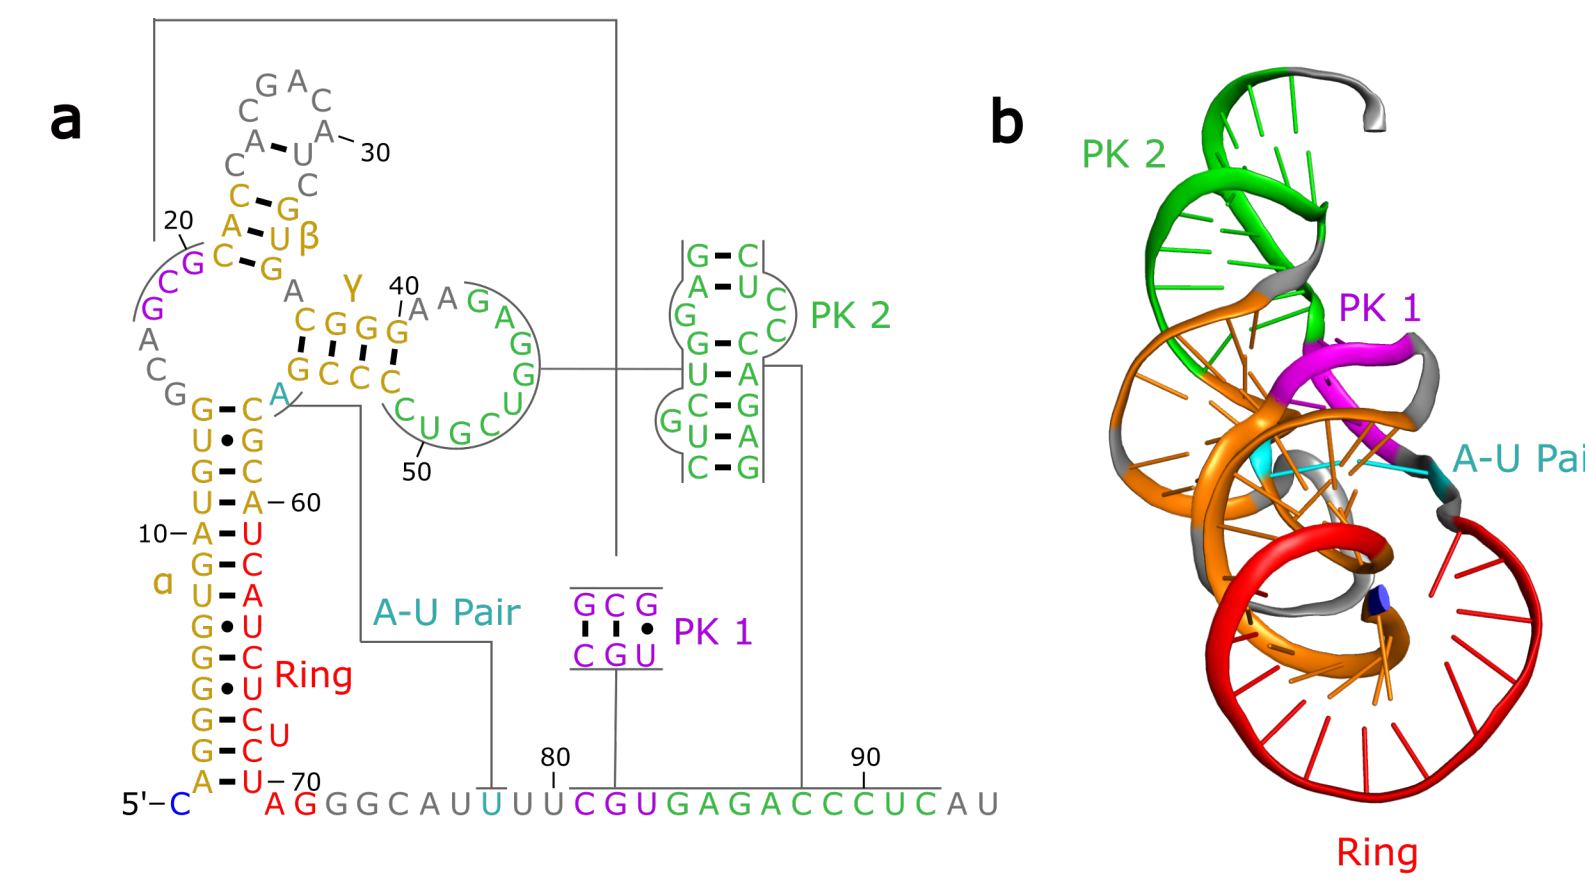 a
b
G A
C C
A U A – 30
C C
C G
A U β
C G
20
G
C
G
A
C
G
A
γ
40
C G G G A A G A G G U C G U C
G C C C
50
A
G C
U G
G C
U A – 60
10 – A U
G C
α
U A
G U
G C
G U
G C U
G C
A U – 70
Ring
5'– C A G G G C A U U U U C G U G A G A C C C U C A U
80
90
A-U Pair
G C G
C G U
PK 1
G C
A U
G C
C
G C
U A
C G
G
U A
C G
PK 2
PK 2
PK 1
A-U Pai
Ring